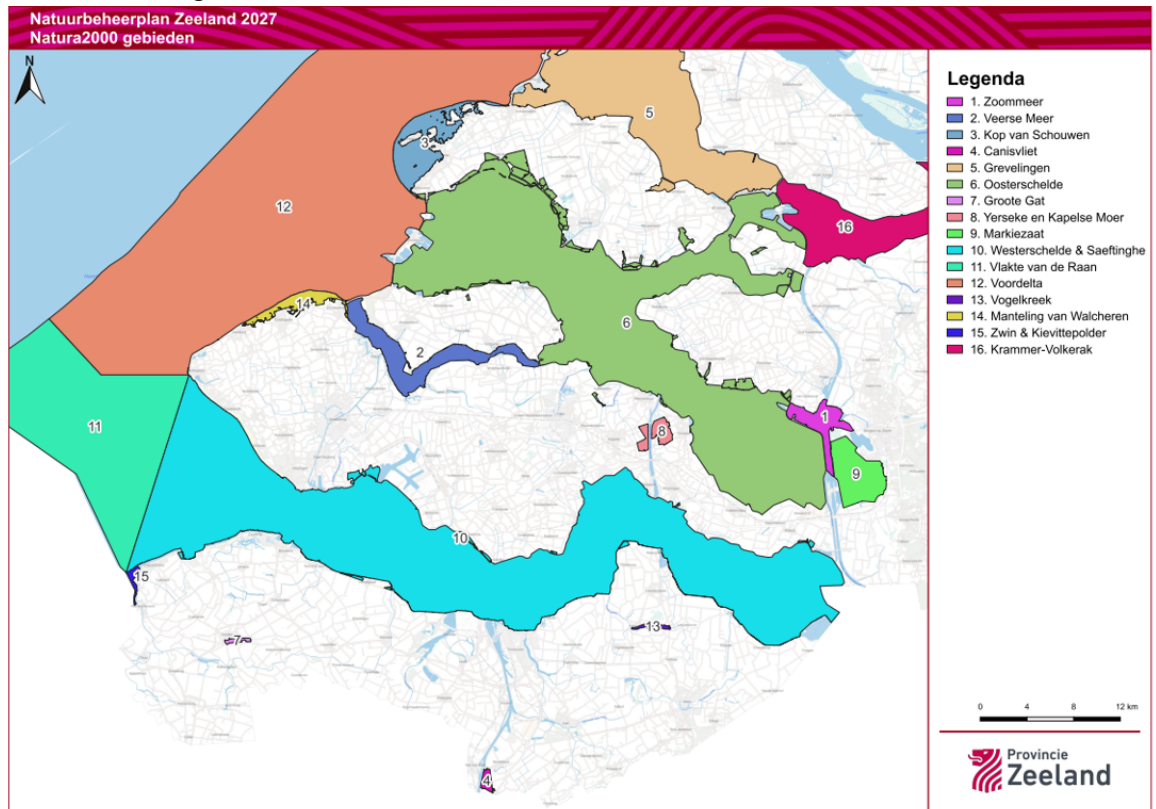 Natuurbeheerplan Zeeland 2027
Natura2000 gebieden
N
5
3
12
16
14
6
2
1
11
8
9
10
15
7
13
4
Legenda
1. Zoommeer
2. Veerse Meer
3. Kop van Schouwen
4. Canisvliet
5. Grevelingen
6. Oosterschelde
7. Groote Gat
8. Yerseke en Kapelse Moer
9. Markiezaat
10. Westerschelde & Saeftinghe
11. Vlakte van de Raan
12. Voordelta
13. Vogelkreek
14. Manteling van Walcheren
15. Zwin & Kievittepolder
16. Krammer-Volkerak
0 4 8 12 km
Provincie
Zeeland